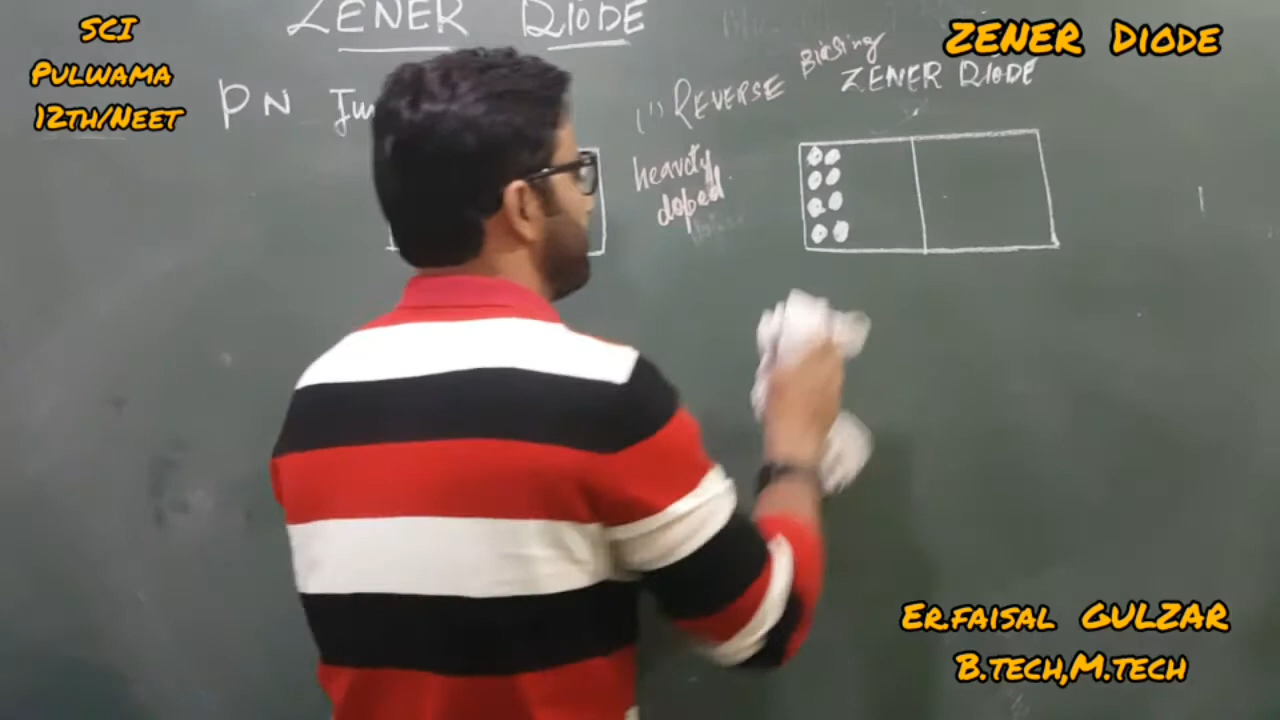 SCI
PULWAMA
12TH/NEET
ZENER DIODE
ZENER DIODE
PN
(1) REVERSE Biasing
heavely
doped
ZENER DIODE
ER.FAISAL GULZAR
B.TECH,M.TECH